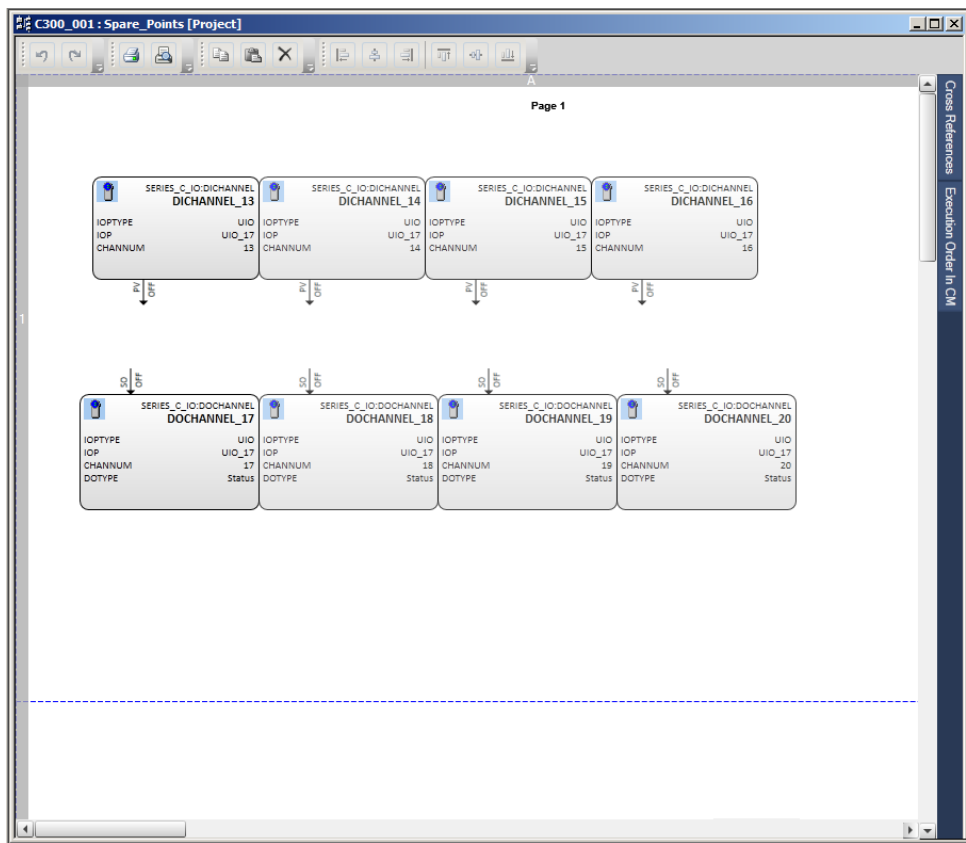 C300_001 : Spare_Points [Project]
A
Page 1
Cross References
Execution Order In CM
1
SERIES_C_IO:DICHANNEL
DICHANNEL_13
IOPTYPE UIO
IOP UIO_17
CHANNUM 13
PV OFF
SERIES_C_IO:DICHANNEL
DICHANNEL_14
IOPTYPE UIO
IOP UIO_17
CHANNUM 14
PV OFF
SERIES_C_IO:DICHANNEL
DICHANNEL_15
IOPTYPE UIO
IOP UIO_17
CHANNUM 15
PV OFF
SERIES_C_IO:DICHANNEL
DICHANNEL_16
IOPTYPE UIO
IOP UIO_17
CHANNUM 16
PV OFF
SO OFF
SERIES_C_IO:DOCHANNEL
DOCHANNEL_17
IOPTYPE UIO
IOP UIO_17
CHANNUM 17
DOTYPE Status
SO OFF
SERIES_C_IO:DOCHANNEL
DOCHANNEL_18
IOPTYPE UIO
IOP UIO_17
CHANNUM 18
DOTYPE Status
SO OFF
SERIES_C_IO:DOCHANNEL
DOCHANNEL_19
IOPTYPE UIO
IOP UIO_17
CHANNUM 19
DOTYPE Status
SO OFF
SERIES_C_IO:DOCHANNEL
DOCHANNEL_20
IOPTYPE UIO
IOP UIO_17
CHANNUM 20
DOTYPE Status